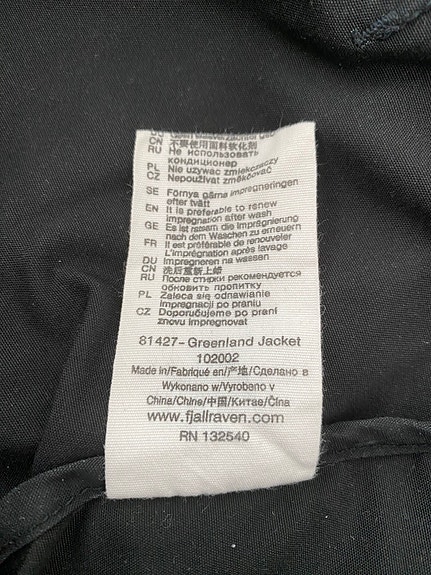 CN 不要使用面料软化剂
RU Не использовать
кондиционер
PL Nie używać zmiękczaczy
CZ Nepoužívat změkčovač
SE Förnya gärna impregneringen
efter tvätt
EN It is preferable to renew
impregnation after wash
GE Es ist ratsam die Imprägnierung
nach dem Waschen zu erneuern
FR Il est préférable de renouveler
L'imprégnation après lavage
DU Impregneren na wassen
CN 洗后重新上蜡
RU После стирки рекомендуется
обновить пропитку
PL Zaleca się odnawianie
impregnacji po praniu
CZ Doporučujeme po praní
znovu impregnovat
81427- Greenland Jacket
102002
Made in/Fabriqué en/产地/Сделано в
Wykonano w/Vyrobeno v
China/Chine/中国/Китае/Čína
www.fjallraven.com
RN 132540